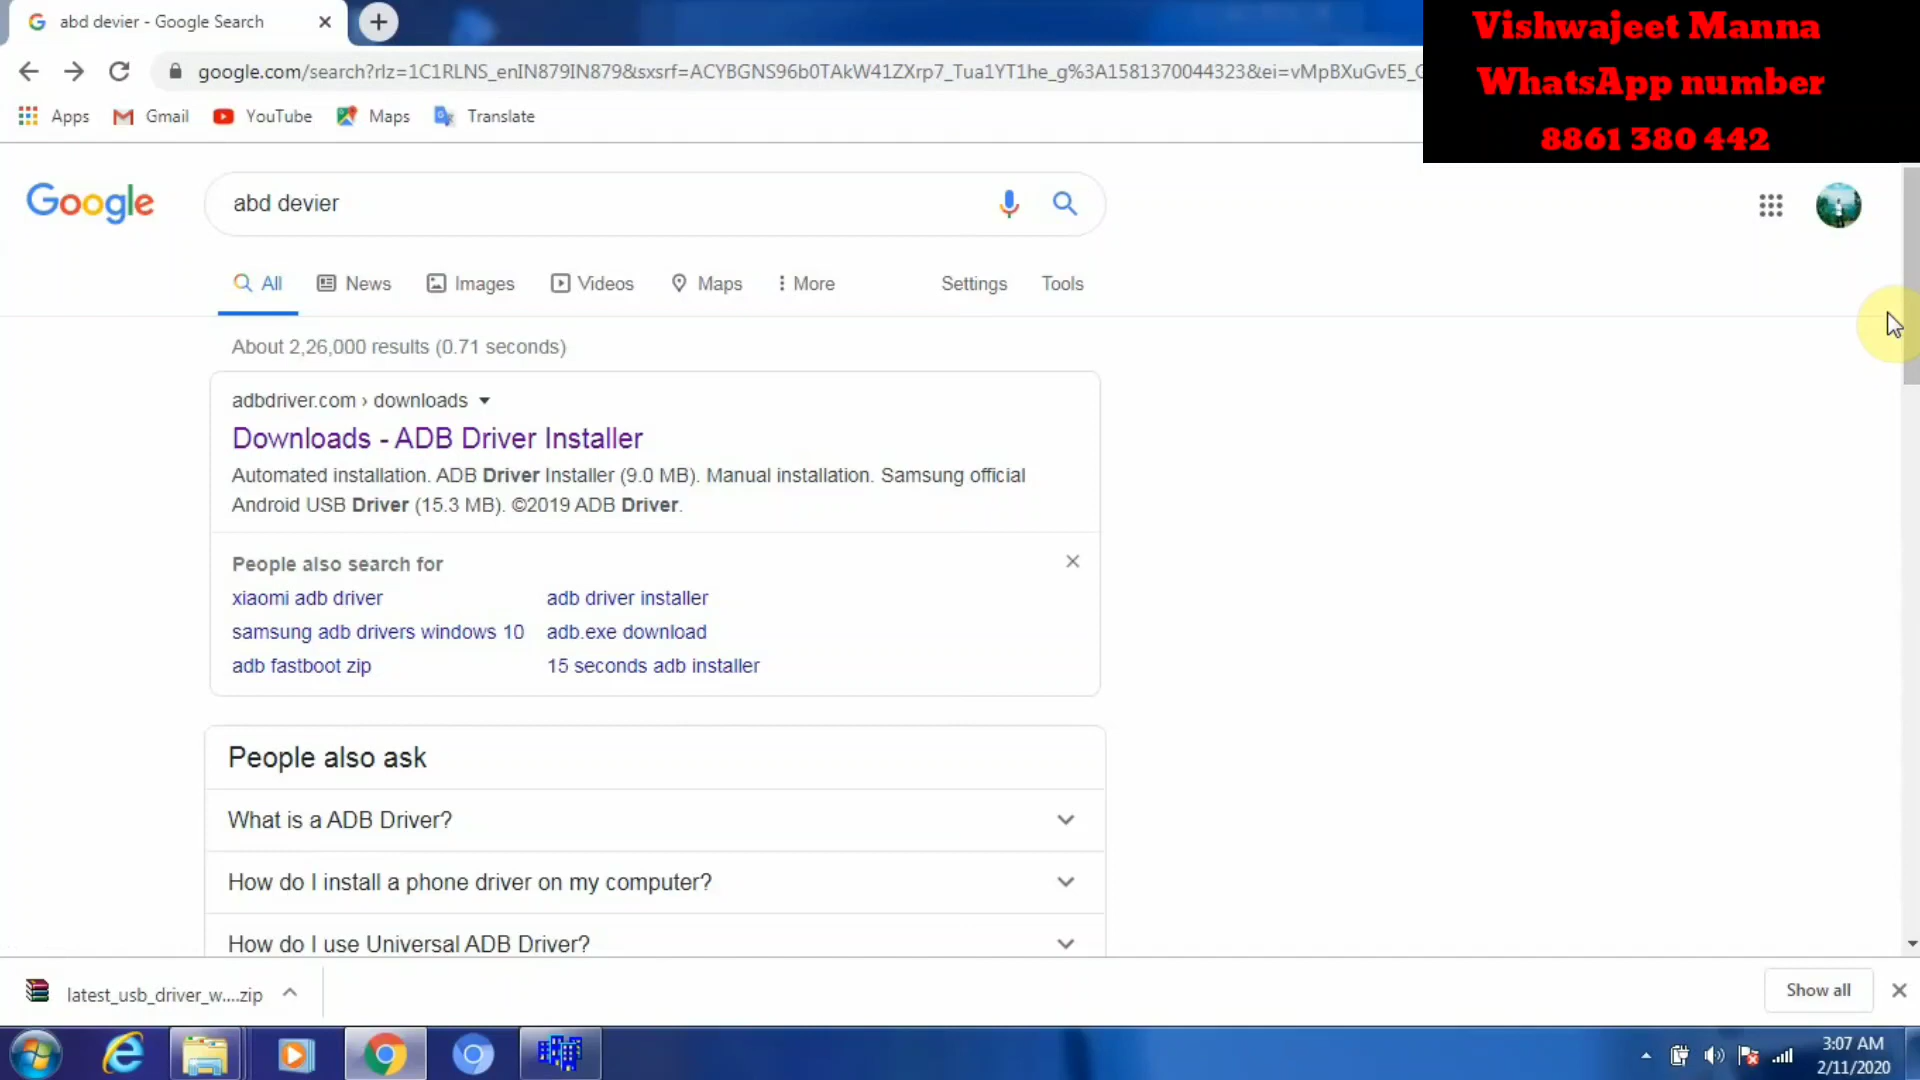 abd devier - Google Search
Vishwajeet Manna
WhatsApp number
8861 380 442
google.com/search?rlz=1C1RLNS_enIN879IN879&sxsrf=ACYBGNS96b0TAkW41ZXrp7_Tua1YT1he_g%3A1581370044323&ei=vMpBXuGvE5_
Apps Gmail YouTube Maps Translate
Google
abd devier
All News Images Videos Maps More Settings Tools
About 2,26,000 results (0.71 seconds)
adbdriver.com › downloads
Downloads - ADB Driver Installer
Automated installation. ADB Driver Installer (9.0 MB). Manual installation. Samsung official
Android USB Driver (15.3 MB). ©2019 ADB Driver.
People also search for
xiaomi adb driver adb driver installer
samsung adb drivers windows 10 adb.exe download
adb fastboot zip 15 seconds adb installer
People also ask
What is a ADB Driver?
How do I install a phone driver on my computer?
How do I use Universal ADB Driver?
latest_usb_driver_w....zip
Show all
3:07 AM
2/11/2020